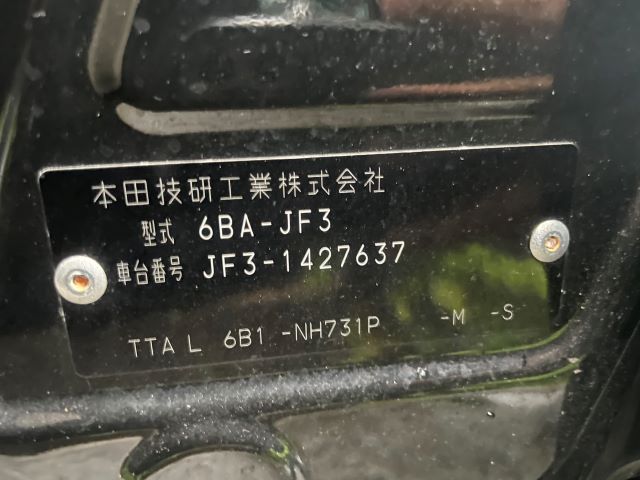 本田技研工業株式会社
型式 6BA-JF3
車台番号 JF3-1427637
TTA L 6B1 -NH731P -M -S